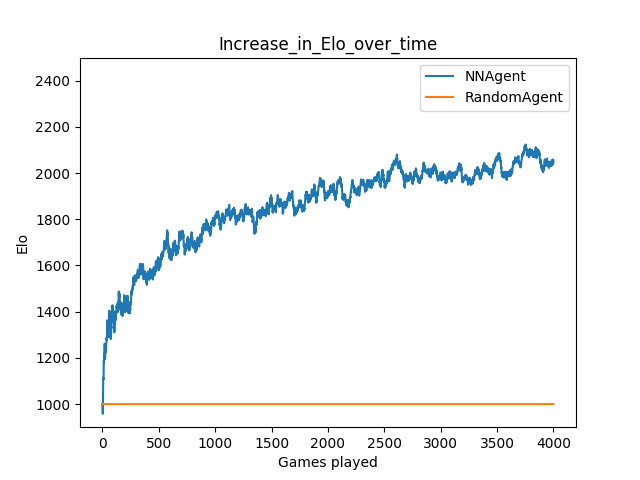 Increase_in_Elo_over_time
NNAgent
RandomAgent
2400
2200
2000
1800
1600
1400
1200
1000
Elo
0 500 1000 1500 2000 2500 3000 3500 4000
Games played